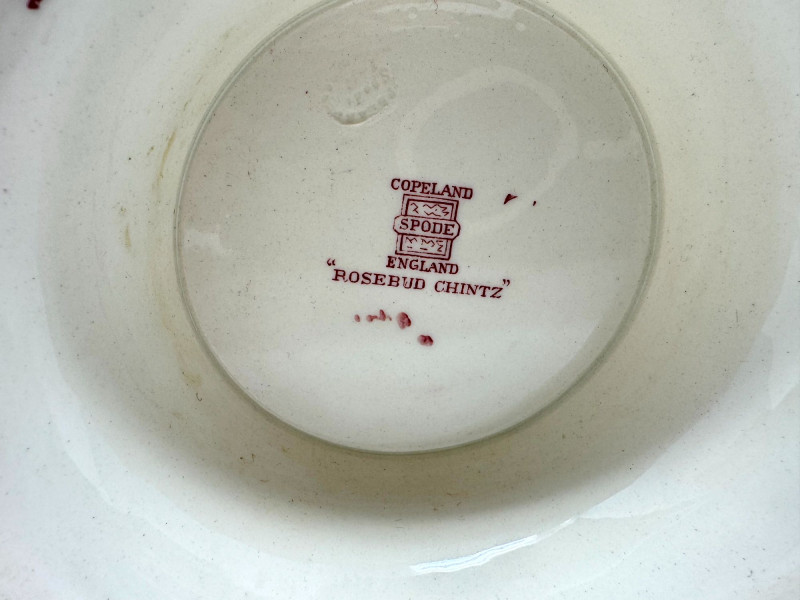 COPELAND
SPODE
ENGLAND
"ROSEBUD CHINTZ"